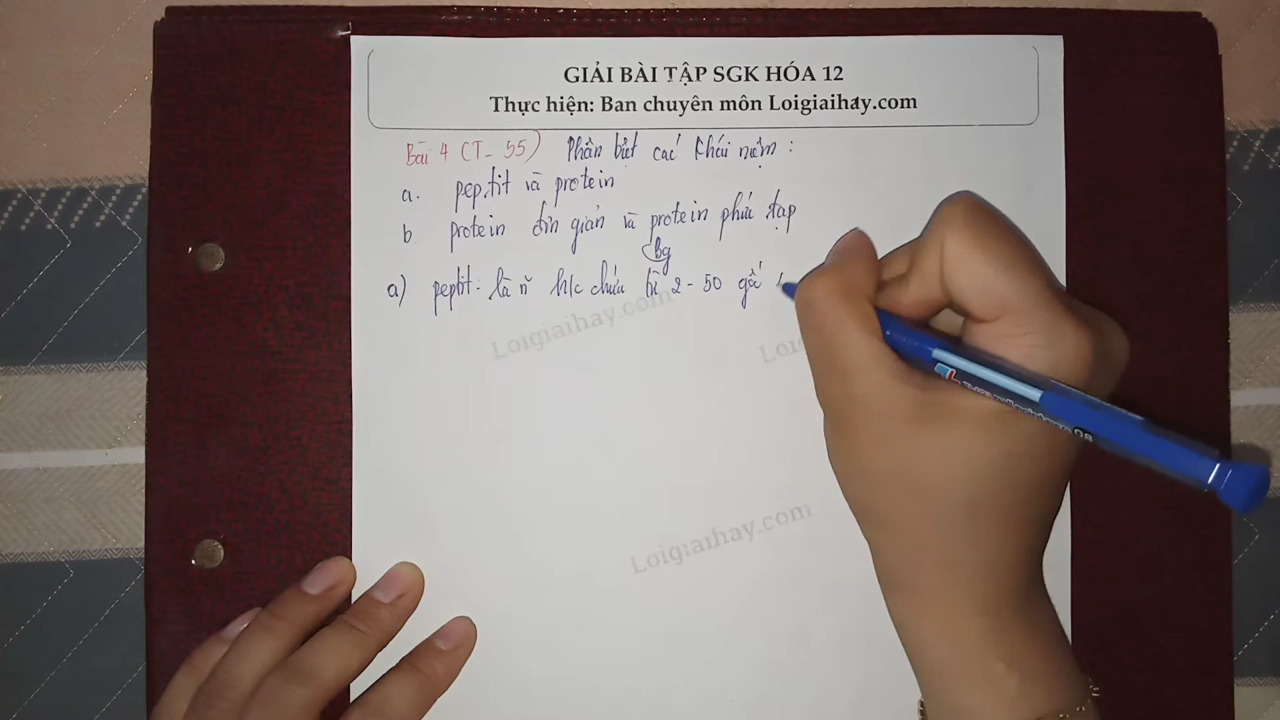 GIẢI BÀI TẬP SGK HÓA 12
Thực hiện: Ban chuyên môn Loigiaihay.com
Bài 4 (T- 55) Phân biệt các khái niệm :
a. peptit và protein
b protein đơn giản và protein phức tạp
bg
a) peptit: là n~ h/c chứa từ 2 - 50 gốc
Loigiaihay.com
Loigiaihay.com